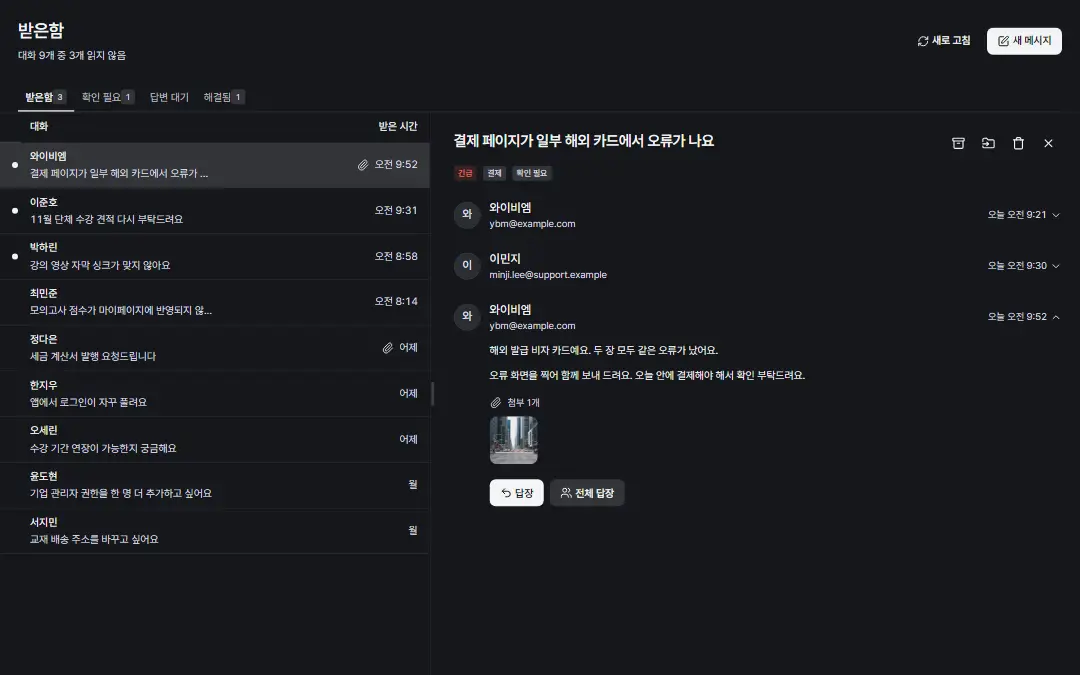 받은함
대화 9개 중 3개 읽지 않음
새로 고침
새 메시지
받은함 3
확인 필요 1
답변 대기
해결됨 1
대화
받은 시간
와이비엠
결제 페이지가 일부 해외 카드에서 오류가 ...
오전 9:52
이준호
11월 단체 수강 견적 다시 부탁드려요
오전 9:31
박하린
강의 영상 자막 싱크가 맞지 않아요
오전 8:58
최민준
모의고사 점수가 마이페이지에 반영되지 않...
오전 8:14
정다은
세금 계산서 발행 요청드립니다
어제
한지우
앱에서 로그인이 자꾸 풀려요
어제
오세린
수강 기간 연장이 가능한지 궁금해요
어제
윤도현
기업 관리자 권한을 한 명 더 추가하고 싶어요
월
서지민
교재 배송 주소를 바꾸고 싶어요
월
결제 페이지가 일부 해외 카드에서 오류가 나요
긴급
결제
확인 필요
와
와이비엠
ybm@example.com
오늘 오전 9:21
이
이민지
minji.lee@support.example
오늘 오전 9:30
와
와이비엠
ybm@example.com
오늘 오전 9:52
해외 발급 비자 카드예요. 두 장 모두 같은 오류가 났어요.
오류 화면을 찍어 함께 보내 드려요. 오늘 안에 결제해야 해서 확인 부탁드려요.
첨부 1개
답장
전체 답장